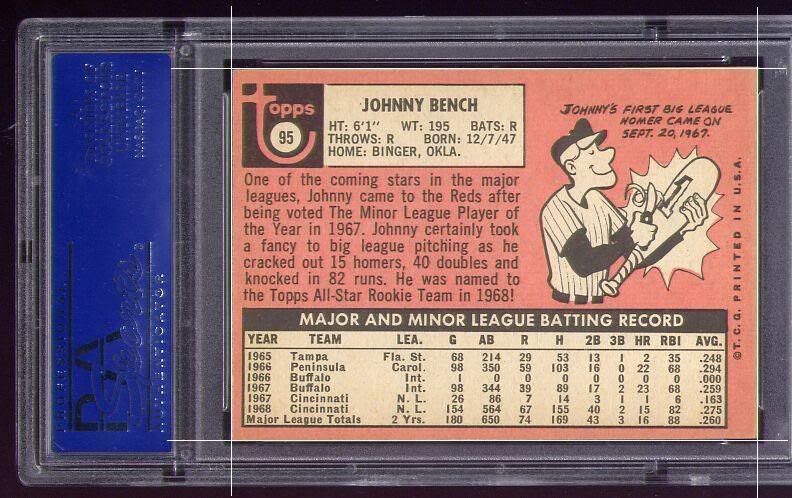 topps
95
JOHNNY BENCH
HT: 6'1" WT: 195 BATS: R
THROWS: R BORN: 12/7/47
HOME: BINGER, OKLA.
JOHNNY'S FIRST BIG LEAGUE
HOMER CAME ON
SEPT. 20, 1967.
One of the coming stars in the major
leagues, Johnny came to the Reds after
being voted The Minor League Player of
the Year in 1967. Johnny certainly took
a fancy to big league pitching as he
cracked out 15 homers, 40 doubles and
knocked in 82 runs. He was named to
the Topps All-Star Rookie Team in 1968!
1
©T.C.G. PRINTED IN U.S.A.
MAJOR AND MINOR LEAGUE BATTING RECORD
YEAR TEAM LEA. G AB R H 2B 3B HR RBI AVG.
1965 Tampa Fla. St. 68 214 29 53 13 1 2 35 .248
1966 Peninsula Carol. 98 350 59 103 16 0 22 68 .294
1966 Buffalo Int. 1 0 0 0 0 0 0 0 .000
1967 Buffalo Int. 98 344 39 89 17 2 23 68 .259
1967 Cincinnati N. L. 26 86 7 14 3 1 1 6 .163
1968 Cincinnati N. L. 154 564 67 155 40 2 15 82 .275
Major League Totals 2 Yrs. 180 650 74 169 43 3 16 88 .260
PROFESSIONAL
PSA
Sports
AUTHENTICATOR